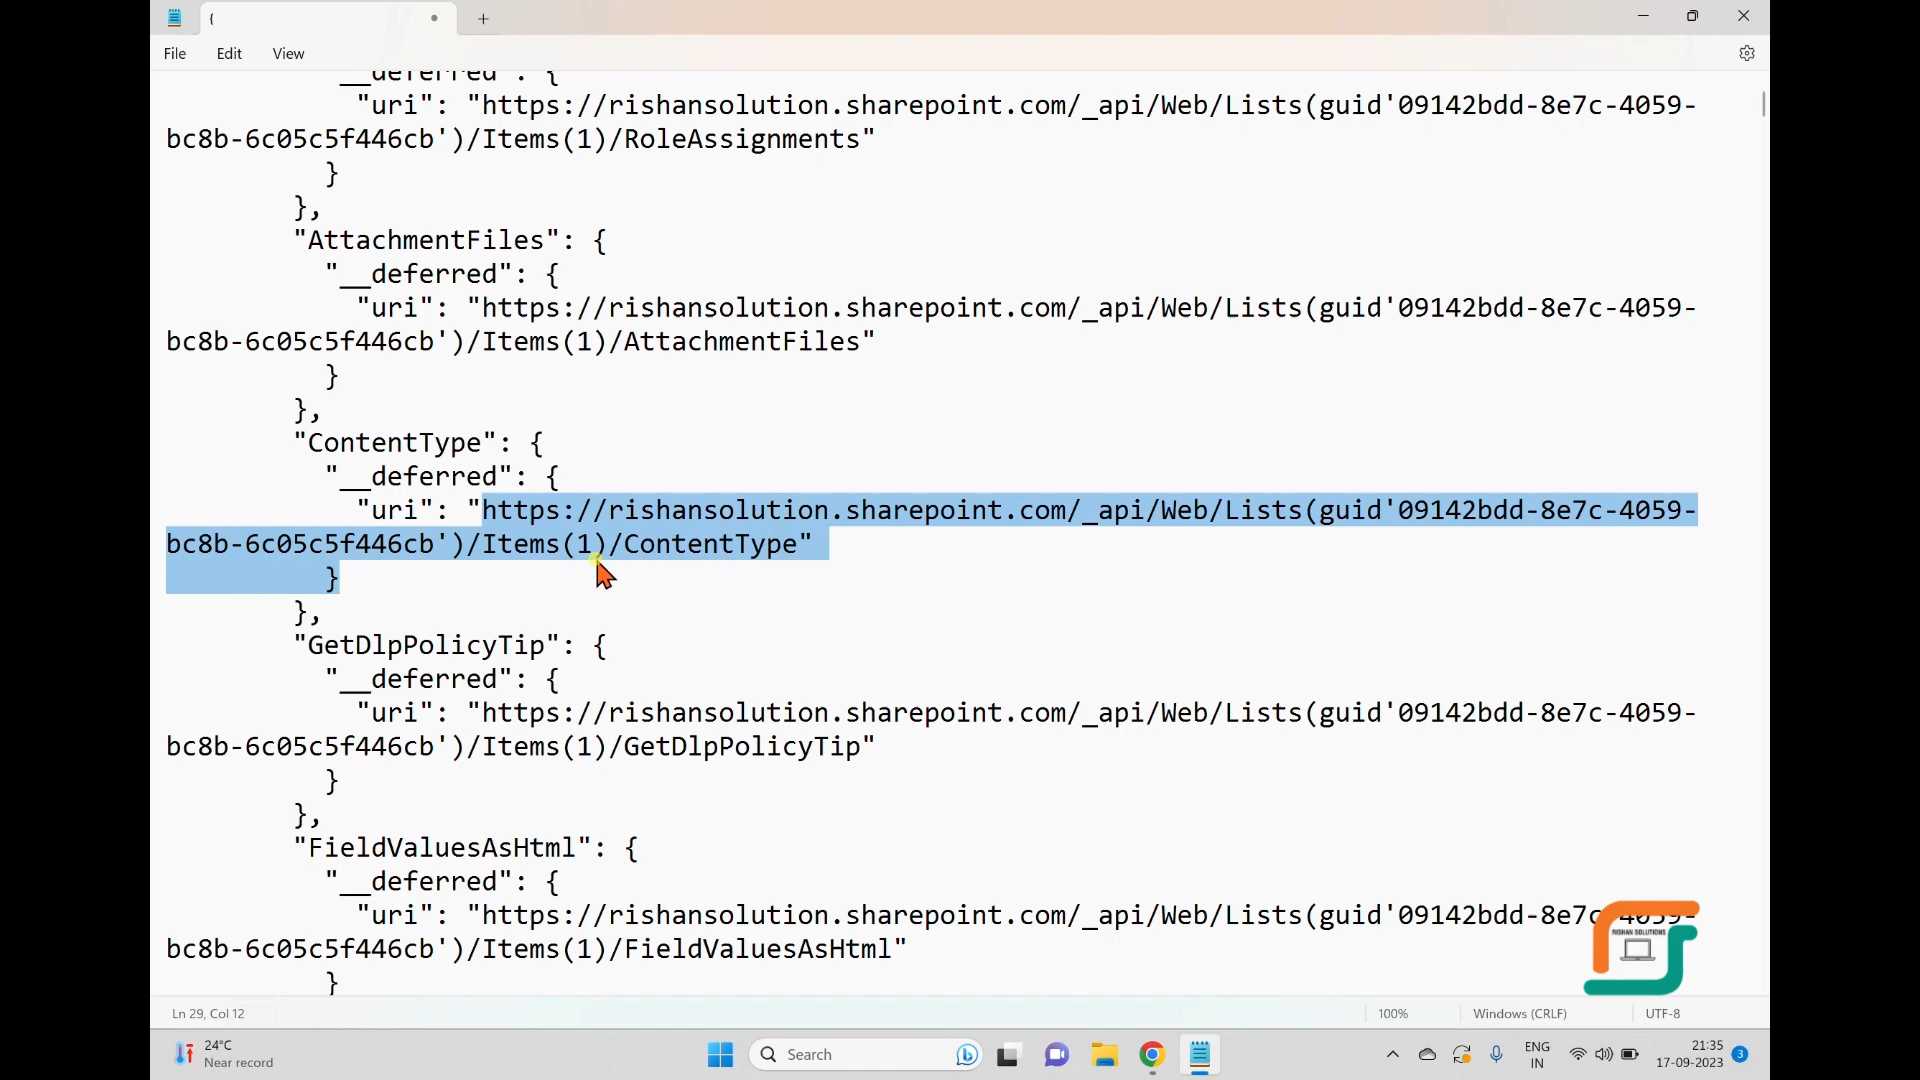 {
File Edit View
__deferred": {
"uri": "https://rishansolution.sharepoint.com/_api/Web/Lists(guid'09142bdd-8e7c-4059-
bc8b-6c05c5f446cb')/Items(1)/RoleAssignments"
}
},
"AttachmentFiles": {
"__deferred": {
"uri": "https://rishansolution.sharepoint.com/_api/Web/Lists(guid'09142bdd-8e7c-4059-
bc8b-6c05c5f446cb')/Items(1)/AttachmentFiles"
}
},
"ContentType": {
"__deferred": {
"uri": "https://rishansolution.sharepoint.com/_api/Web/Lists(guid'09142bdd-8e7c-4059-
bc8b-6c05c5f446cb')/Items(1)/ContentType"
}
},
"GetDlpPolicyTip": {
"__deferred": {
"uri": "https://rishansolution.sharepoint.com/_api/Web/Lists(guid'09142bdd-8e7c-4059-
bc8b-6c05c5f446cb')/Items(1)/GetDlpPolicyTip"
}
},
"FieldValuesAsHtml": {
"__deferred": {
"uri": "https://rishansolution.sharepoint.com/_api/Web/Lists(guid'09142bdd-8e7c-4059-
bc8b-6c05c5f446cb')/Items(1)/FieldValuesAsHtml"
}
RISHAN SOLUTIONS
Ln 29, Col 12 100% Windows (CRLF) UTF-8
24°C
Near record
Search
ENG
IN
21:35
17-09-2023
3